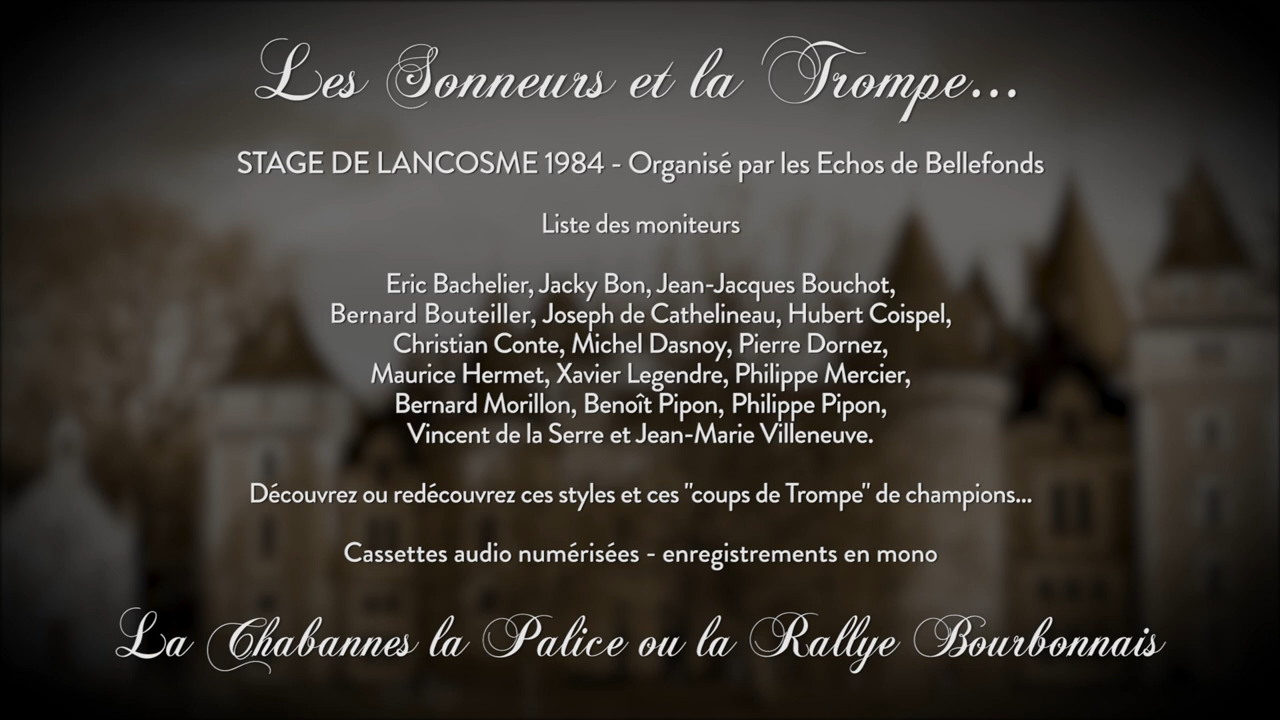 Les Sonneurs et la Trompe...
STAGE DE LANCOSME 1984 - Organisé par les Echos de Bellefonds
Liste des moniteurs
Eric Bachelier, Jacky Bon, Jean-Jacques Bouchot,
Bernard Bouteiller, Joseph de Cathelineau, Hubert Coispel,
Christian Conte, Michel Dasnoy, Pierre Dornez,
Maurice Hermet, Xavier Legendre, Philippe Mercier,
Bernard Morillon, Benoît Pipon, Philippe Pipon,
Vincent de la Serre et Jean-Marie Villeneuve.
Découvrez ou redécouvrez ces styles et ces "coups de Trompe" de champions...
Cassettes audio numérisées - enregistrements en mono
La Chabannes la Palice ou la Rallye Bourbonnais